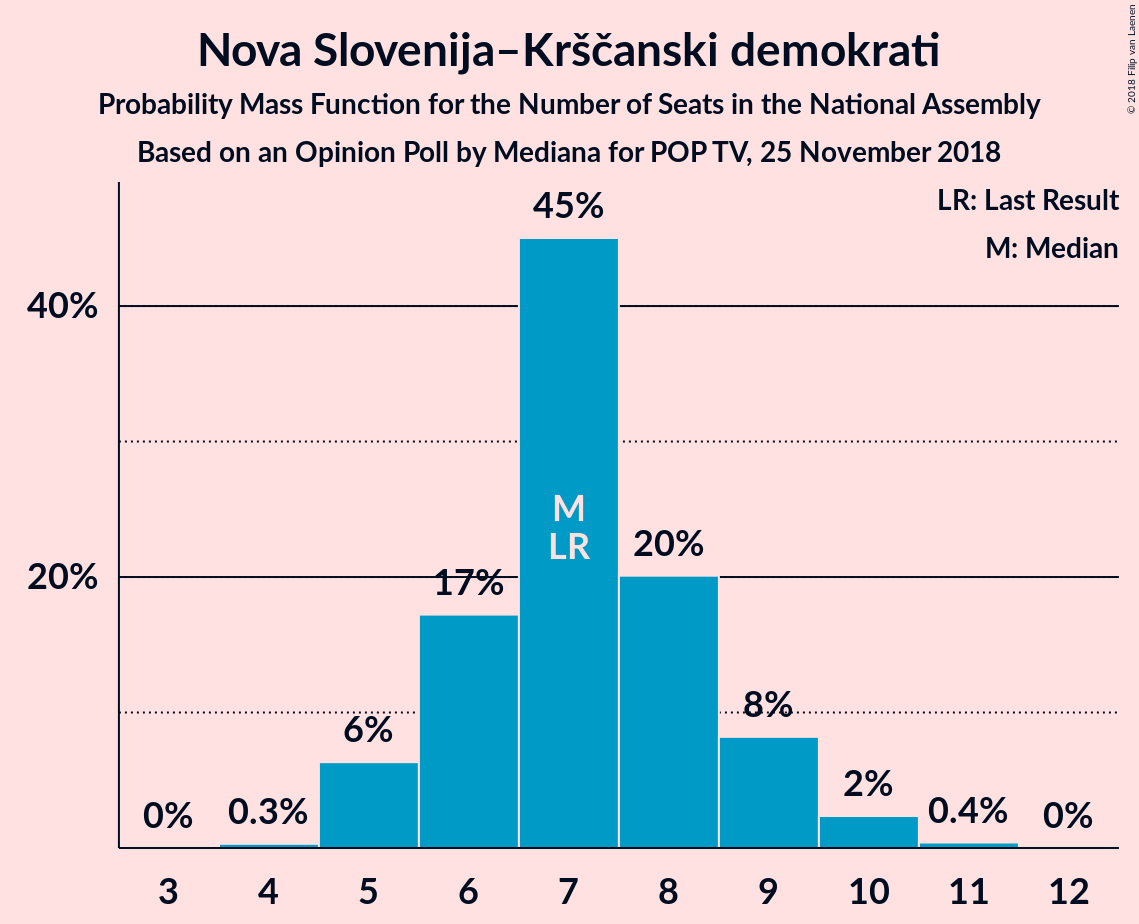 Nova Slovenija–Krščanski demokrati
Probability Mass Function for the Number of Seats in the National Assembly
Based on an Opinion Poll by Mediana for POP TV, 25 November 2018
© 2018 Filip van Laenen
LR: Last Result
M: Median
40%
20%
0%
0.3%
6%
17%
45%
M
LR
20%
8%
2%
0.4%
0%
3 4 5 6 7 8 9 10 11 12